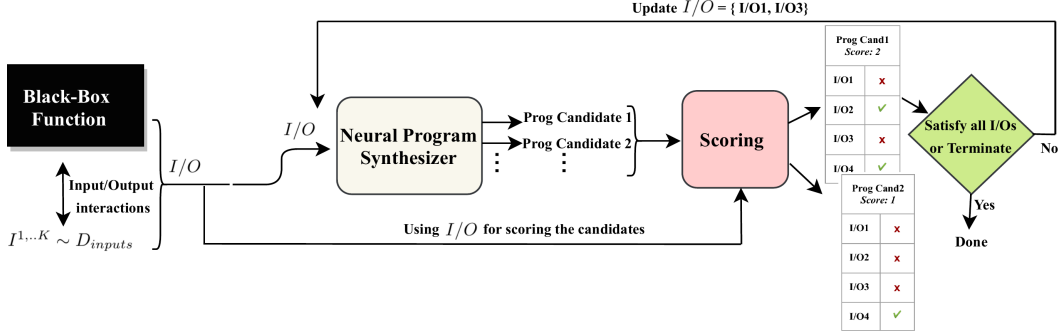 Update I/O = { I/O1, I/O3}
Black-Box
Function
I/O
Input/Output
interactions
I^{1,..K} ∼ D_{inputs}
I/O
Neural Program
Synthesizer
Prog Candidate 1
Prog Candidate 2
Scoring
Using I/O for scoring the candidates
Prog Cand1
Score: 2
I/O1 x
I/O2 ✓
I/O3 x
I/O4 ✓
Prog Cand2
Score: 1
I/O1 x
I/O2 x
I/O3 x
I/O4 ✓
Satisfy all I/Os
or Terminate
No
Yes
Done